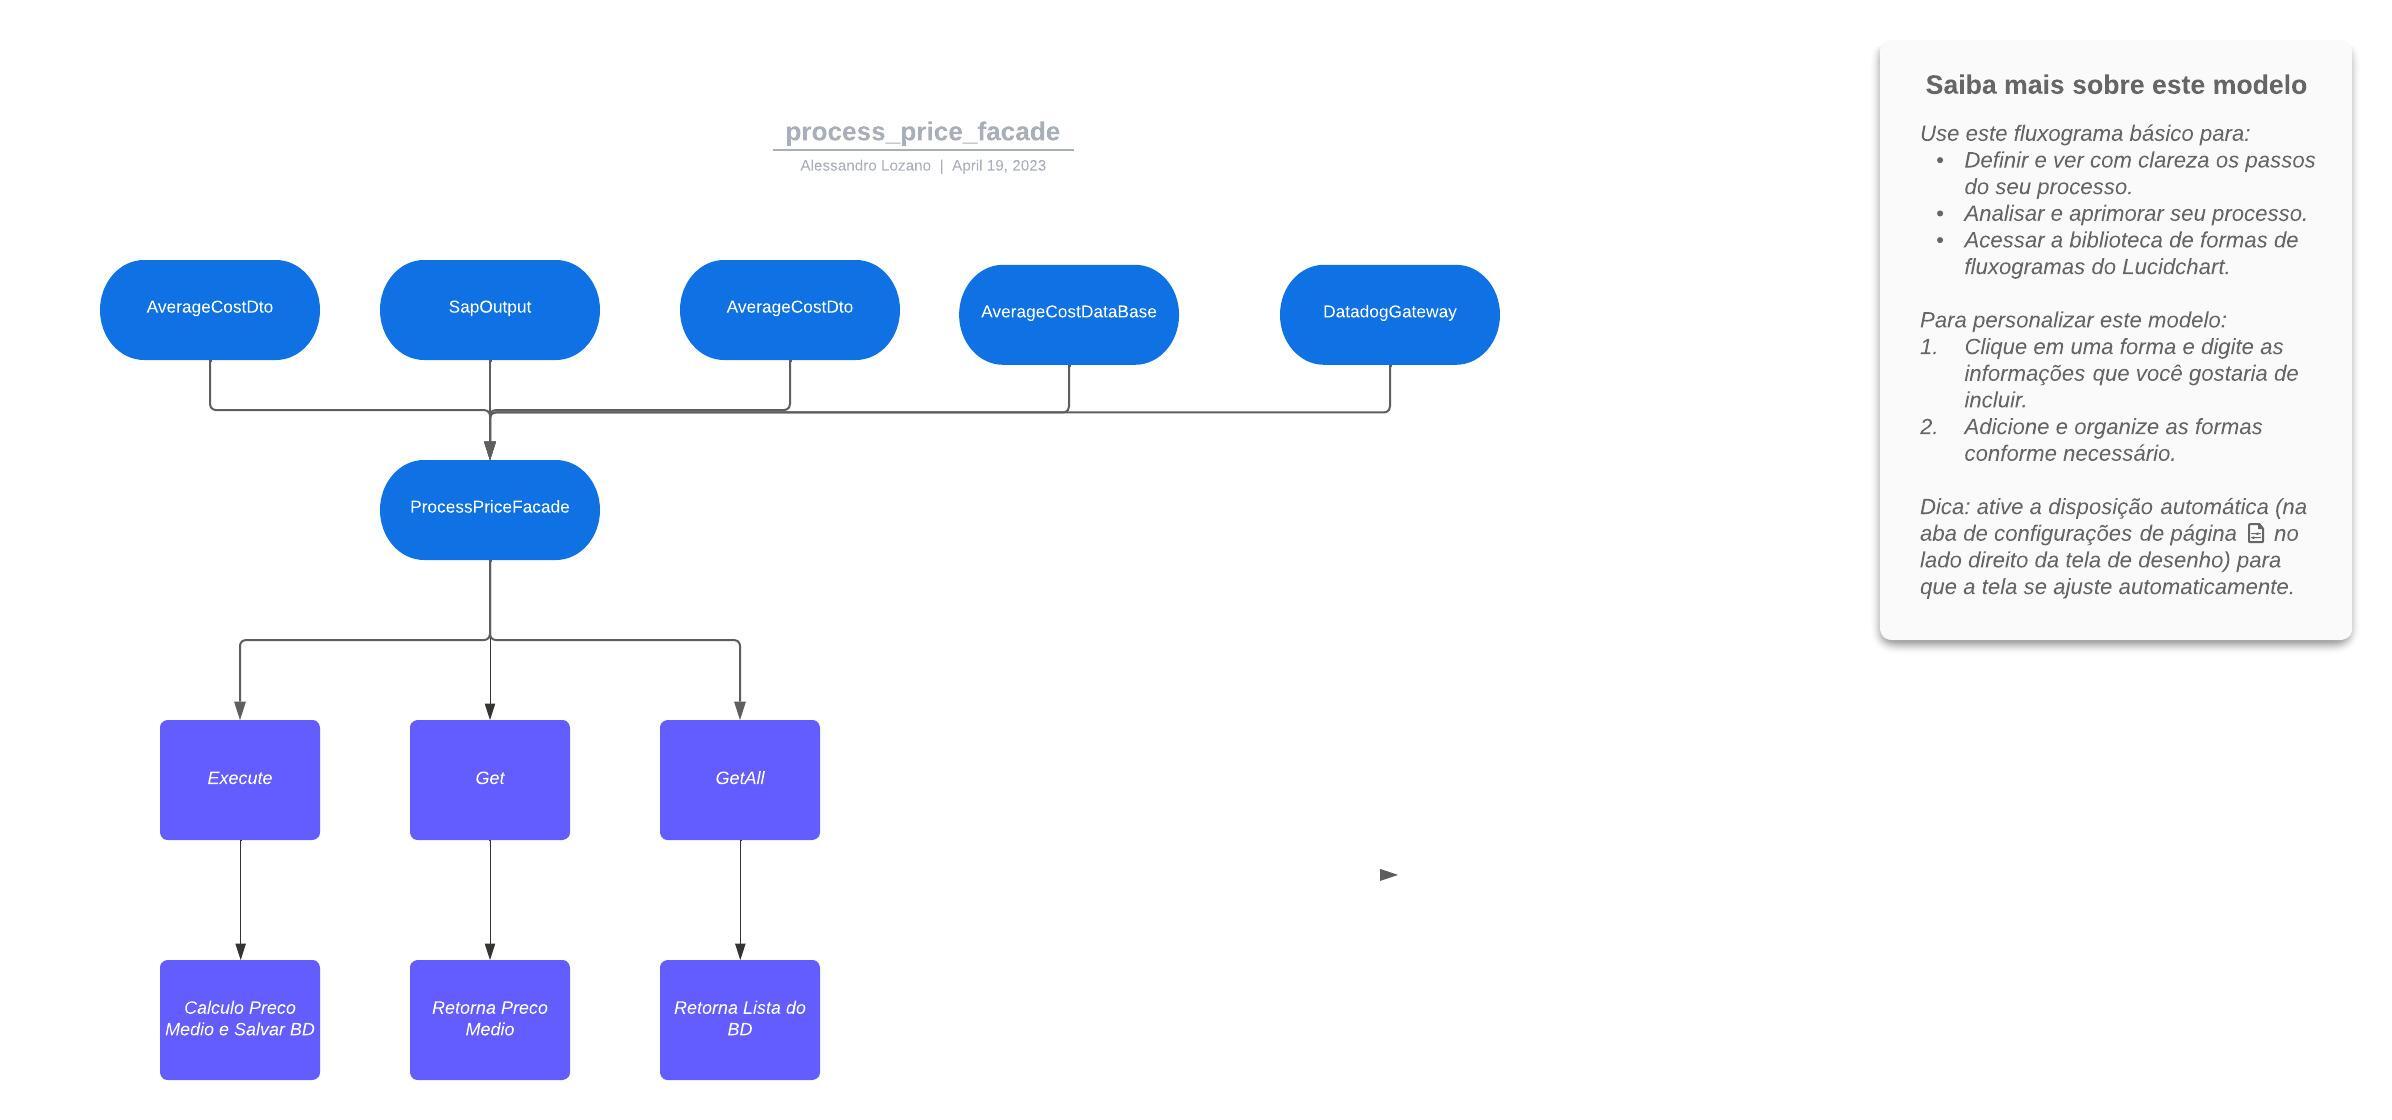 process_price_facade
Alessandro Lozano | April 19, 2023
AverageCostDto
SapOutput
AverageCostDto
AverageCostDataBase
DatadogGateway
ProcessPriceFacade
Execute
Get
GetAll
Calculo Preco
Medio e Salvar BD
Retorna Preco
Medio
Retorna Lista do
BD
Saiba mais sobre este modelo
Use este fluxograma básico para:
• Definir e ver com clareza os passos
do seu processo.
• Analisar e aprimorar seu processo.
• Acessar a biblioteca de formas de
fluxogramas do Lucidchart.
Para personalizar este modelo:
1. Clique em uma forma e digite as
informações que você gostaria de
incluir.
2. Adicione e organize as formas
conforme necessário.
Dica: ative a disposição automática (na
aba de configurações de página no
lado direito da tela de desenho) para
que a tela se ajuste automaticamente.